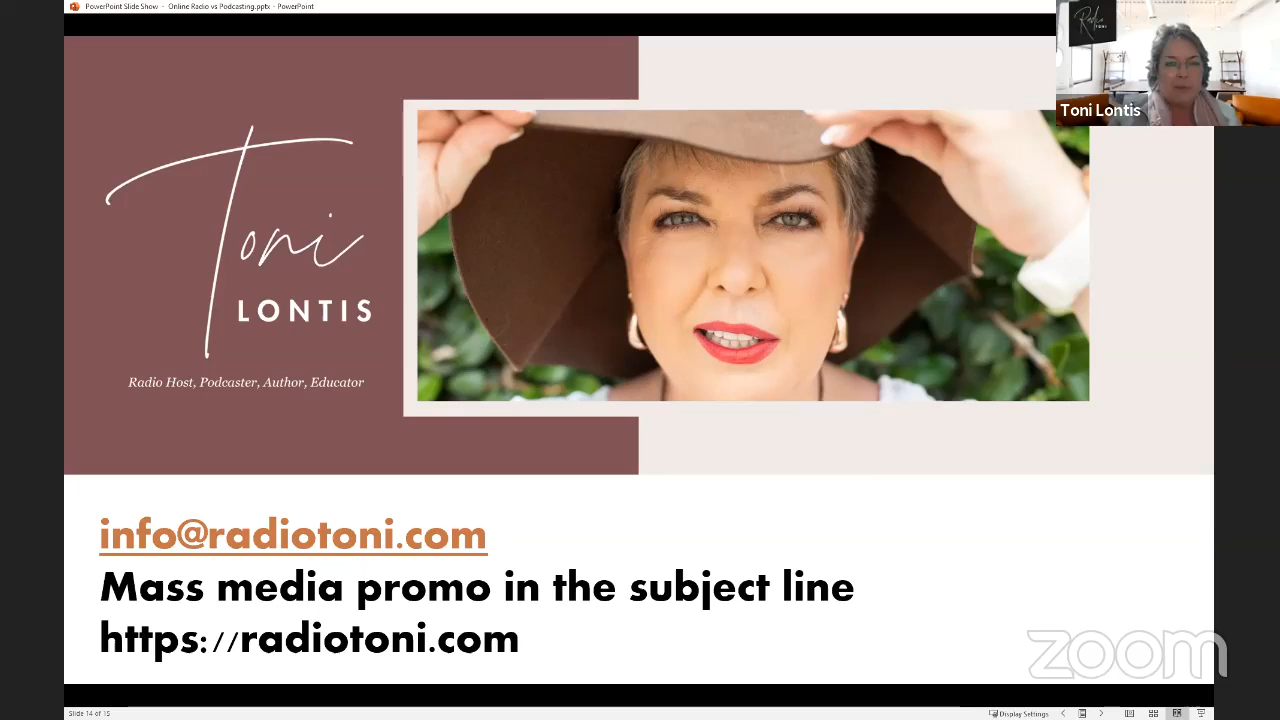 PowerPoint Slide Show - Online Radio vs Podcasting.pptx - PowerPoint
Radio
TONI
Toni Lontis
Toni
LONTIS
Radio Host, Podcaster, Author, Educator
info@radiotoni.com
Mass media promo in the subject line
https://radiotoni.com
zoom
Slide 14 of 15
Display Settings